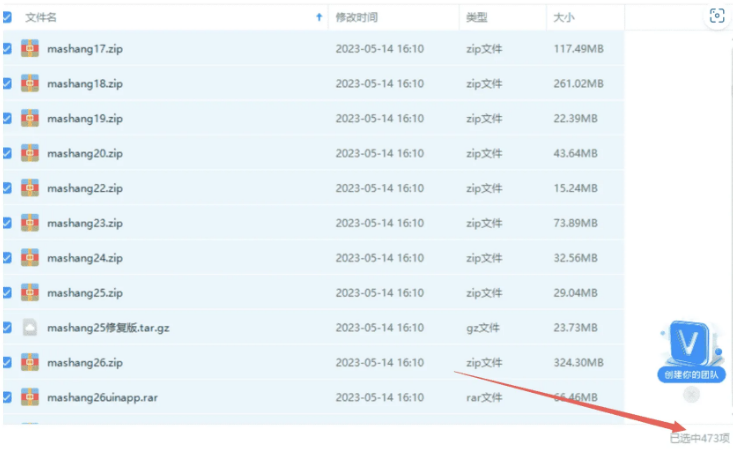 文件名 修改时间 类型 大小
mashang17.zip 2023-05-14 16:10 zip文件 117.49MB
mashang18.zip 2023-05-14 16:10 zip文件 261.02MB
mashang19.zip 2023-05-14 16:10 zip文件 22.39MB
mashang20.zip 2023-05-14 16:10 zip文件 43.64MB
mashang22.zip 2023-05-14 16:10 zip文件 15.24MB
mashang23.zip 2023-05-14 16:10 zip文件 73.89MB
mashang24.zip 2023-05-14 16:10 zip文件 32.56MB
mashang25.zip 2023-05-14 16:10 zip文件 29.04MB
mashang25修复版.tar.gz 2023-05-14 16:10 gz文件 23.73MB
mashang26.zip 2023-05-14 16:10 zip文件 324.30MB
创建你的团队
mashang26uinapp.rar 2023-05-14 16:10 rar文件 66.46MB
已选中473项